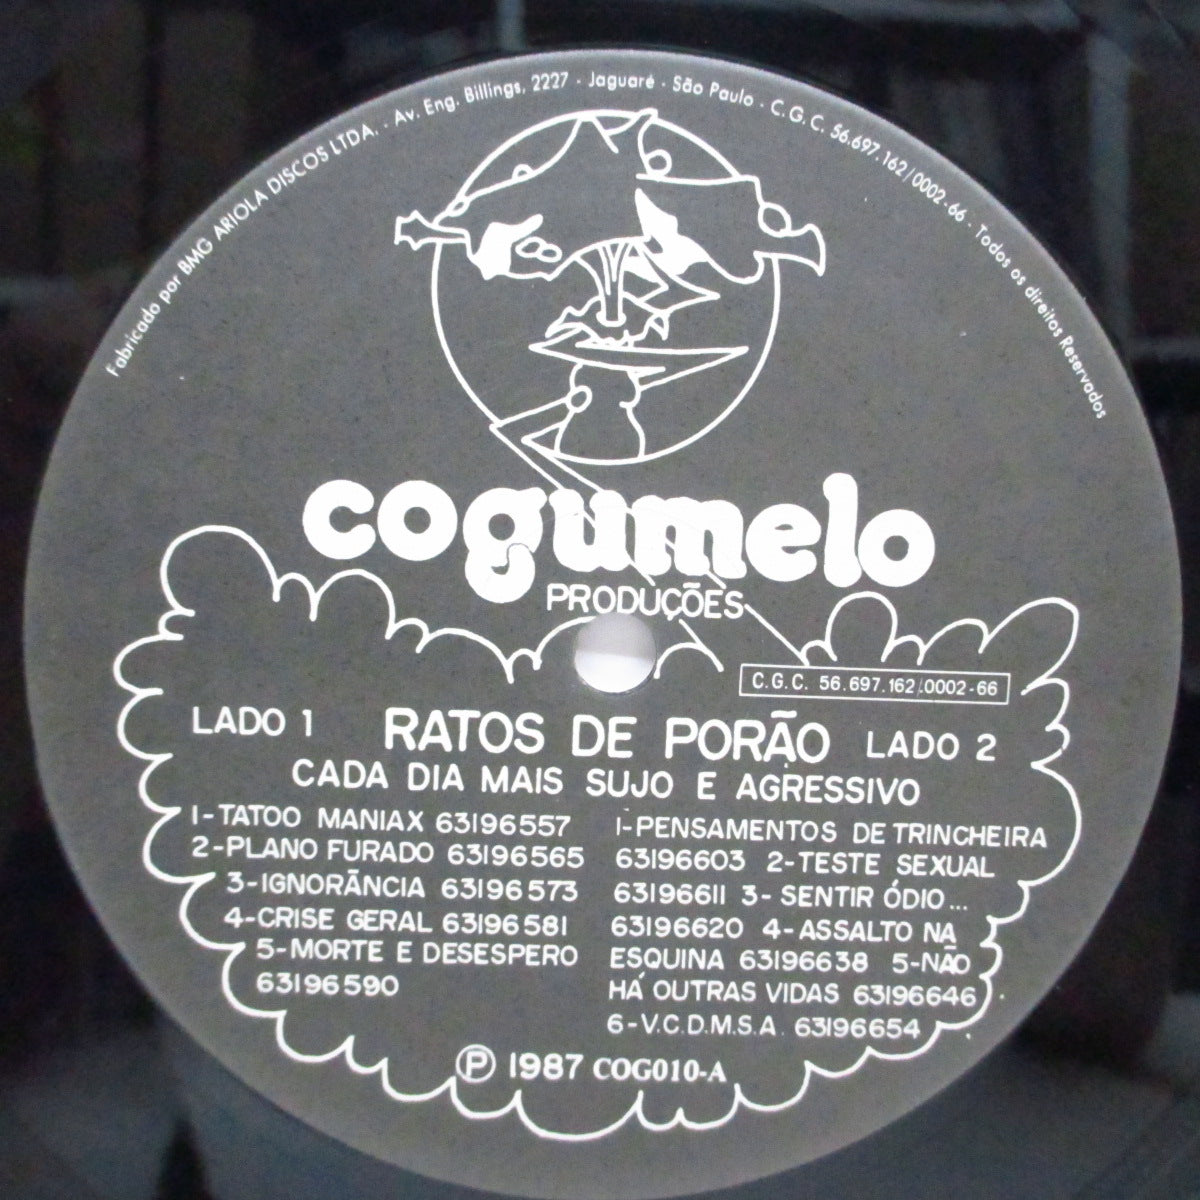 Fabricado por BMG ARIOLA DISCOS LTDA. - Av. Eng. Billings, 2227 - Jaguaré - São Paulo - C.G.C. 56.697.162/0002-66 - Todos os direitos Reservados
cogumelo
PRODUÇÕES
C.G.C. 56.697.162.0002-66
LADO 1 RATOS DE PORÃO LADO 2
CADA DIA MAIS SUJO E AGRESSIVO
1-TATOO MANIAX 63196557
2-PLANO FURADO 63196565
3-IGNORÃNCIA 63196573
4-CRISE GERAL 63196581
5-MORTE E DESESPERO
63196590
1-PENSAMENTOS DE TRINCHEIRA
63196603 2-TESTE SEXUAL
63196611 3-SENTIR ÓDIO...
63196620 4-ASSALTO NA
ESQUINA 63196638 5-NÃO
HÁ OUTRAS VIDAS 63196646
6-V.C.D.M.S.A. 63196654
Ⓟ 1987 COG010-A